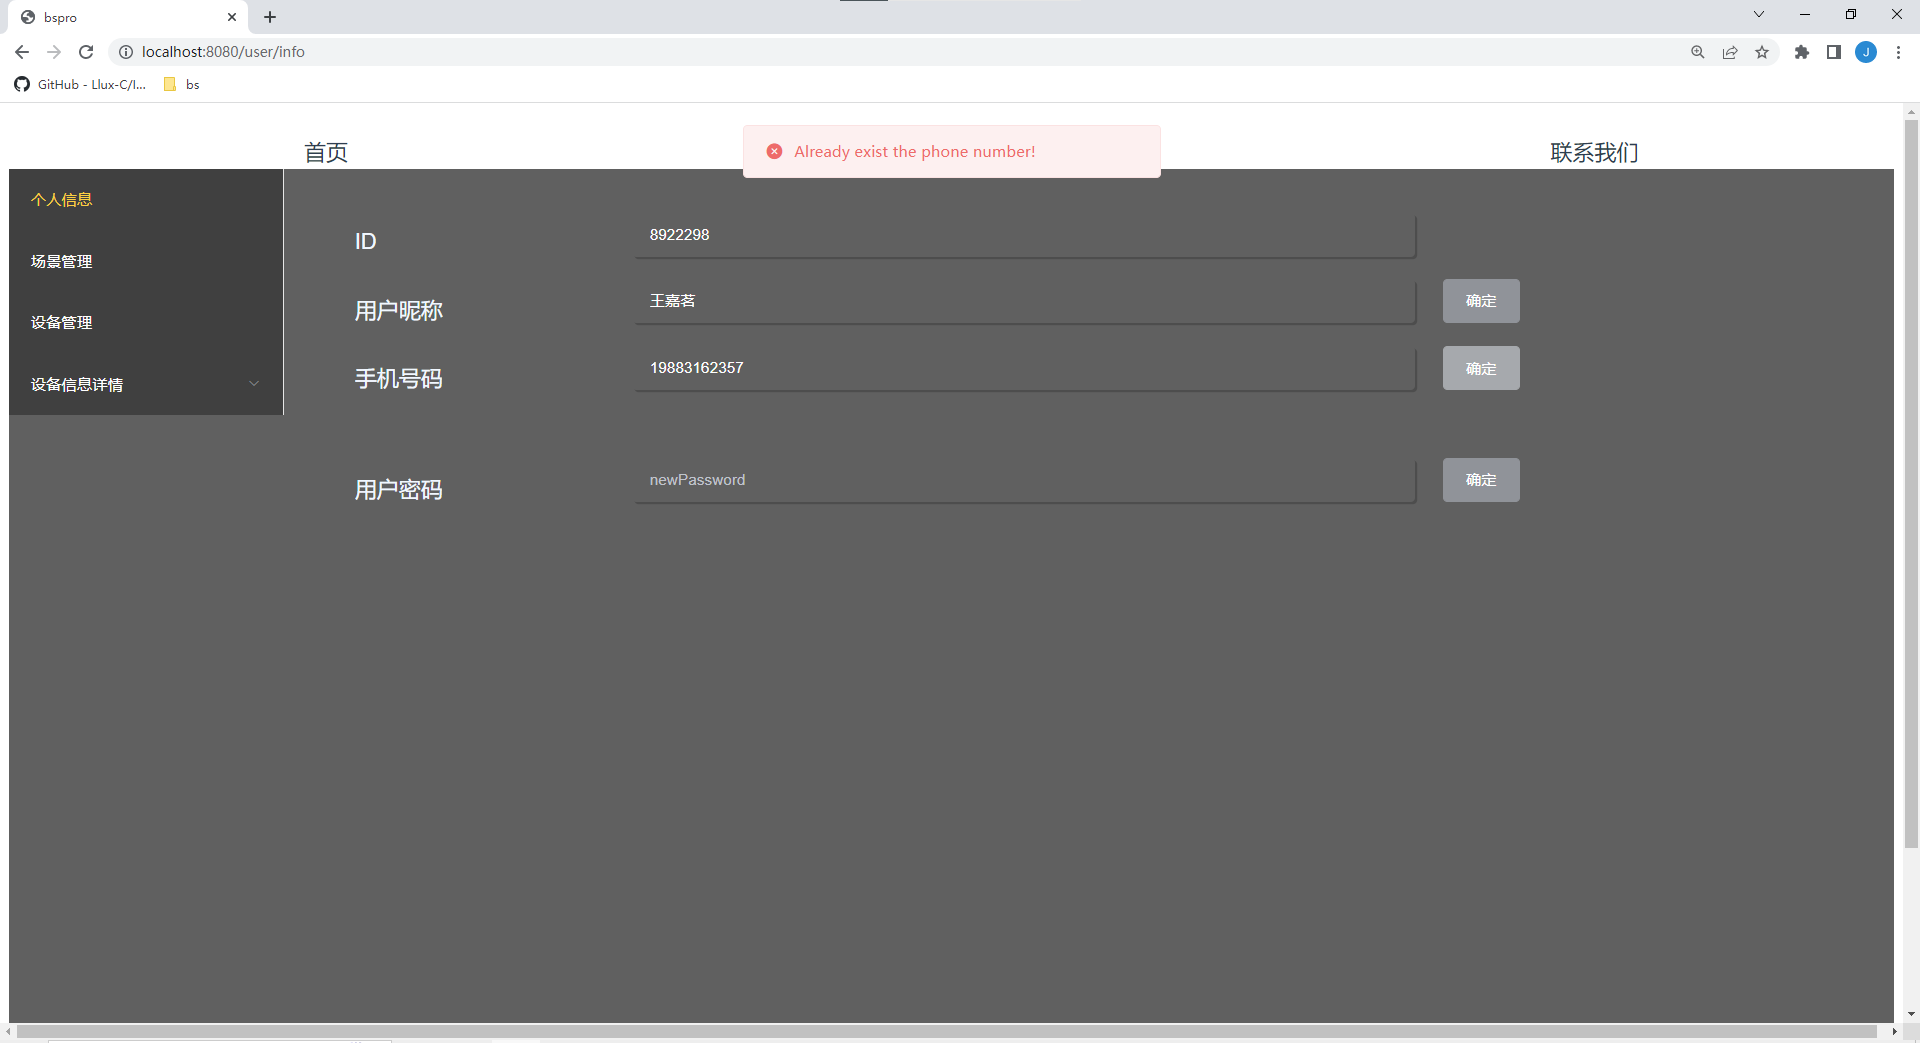 bspro
localhost:8080/user/info
J
GitHub - Llux-C/I...
bs
首页
Already exist the phone number!
联系我们
个人信息
场景管理
设备管理
设备信息详情
ID
8922298
用户昵称
王嘉茗
确定
手机号码
19883162357
确定
用户密码
newPassword
确定